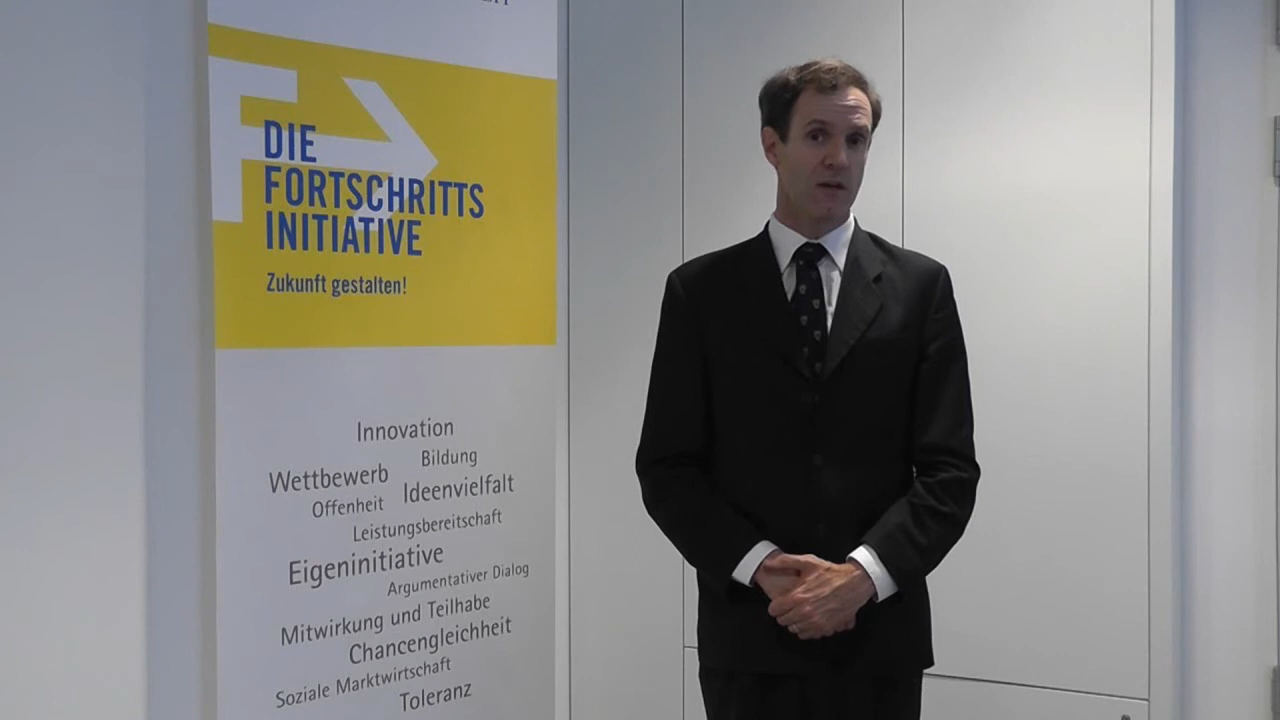 DIE
FORTSCHRITTS
INITIATIVE
Zukunft gestalten!
Innovation
Bildung
Wettbewerb
Ideenvielfalt
Offenheit
Leistungsbereitschaft
Eigeninitiative
Argumentativer Dialog
Mitwirkung und Teilhabe
Chancengleichheit
Soziale Marktwirtschaft
Toleranz